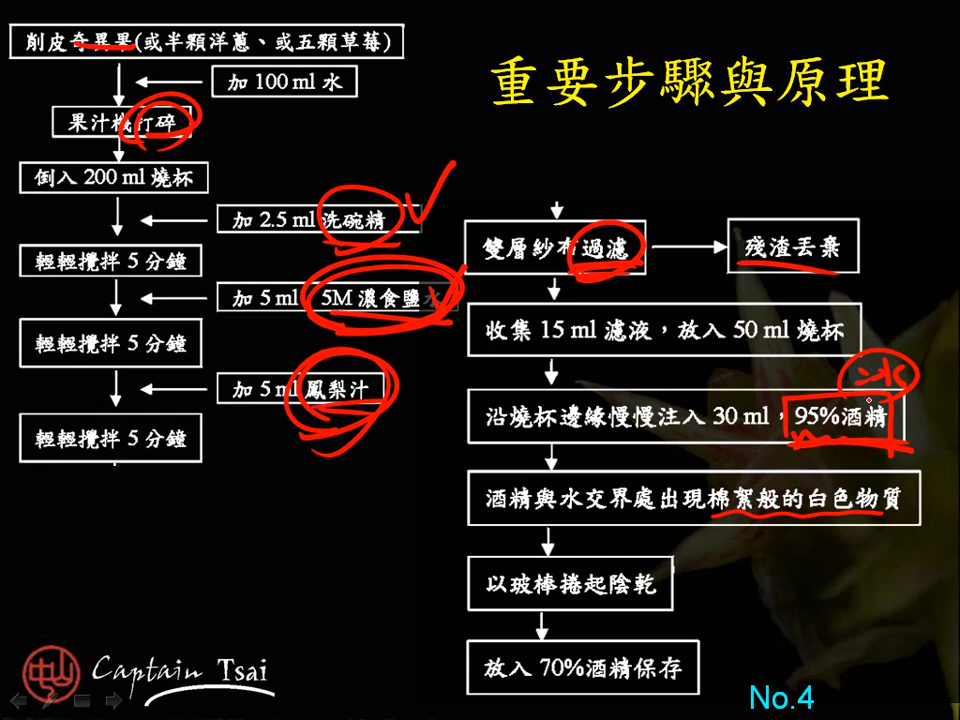 重要步驟與原理
削皮奇異果(或半顆洋蔥、或五顆草莓)
加 100 ml 水
果汁機打碎
倒入 200 ml 燒杯
加 2.5 ml 洗碗精
輕輕攪拌 5 分鐘
加 5 ml 5M 濃食鹽水
輕輕攪拌 5 分鐘
加 5 ml 鳳梨汁
輕輕攪拌 5 分鐘
雙層紗布過濾
殘渣丟棄
收集 15 ml 濾液，放入 50 ml 燒杯
冰
沿燒杯邊緣慢慢注入 30 ml，95%酒精
酒精與水交界處出現棉絮般的白色物質
以玻棒捲起陰乾
放入 70%酒精保存
Captain Tsai
No.4